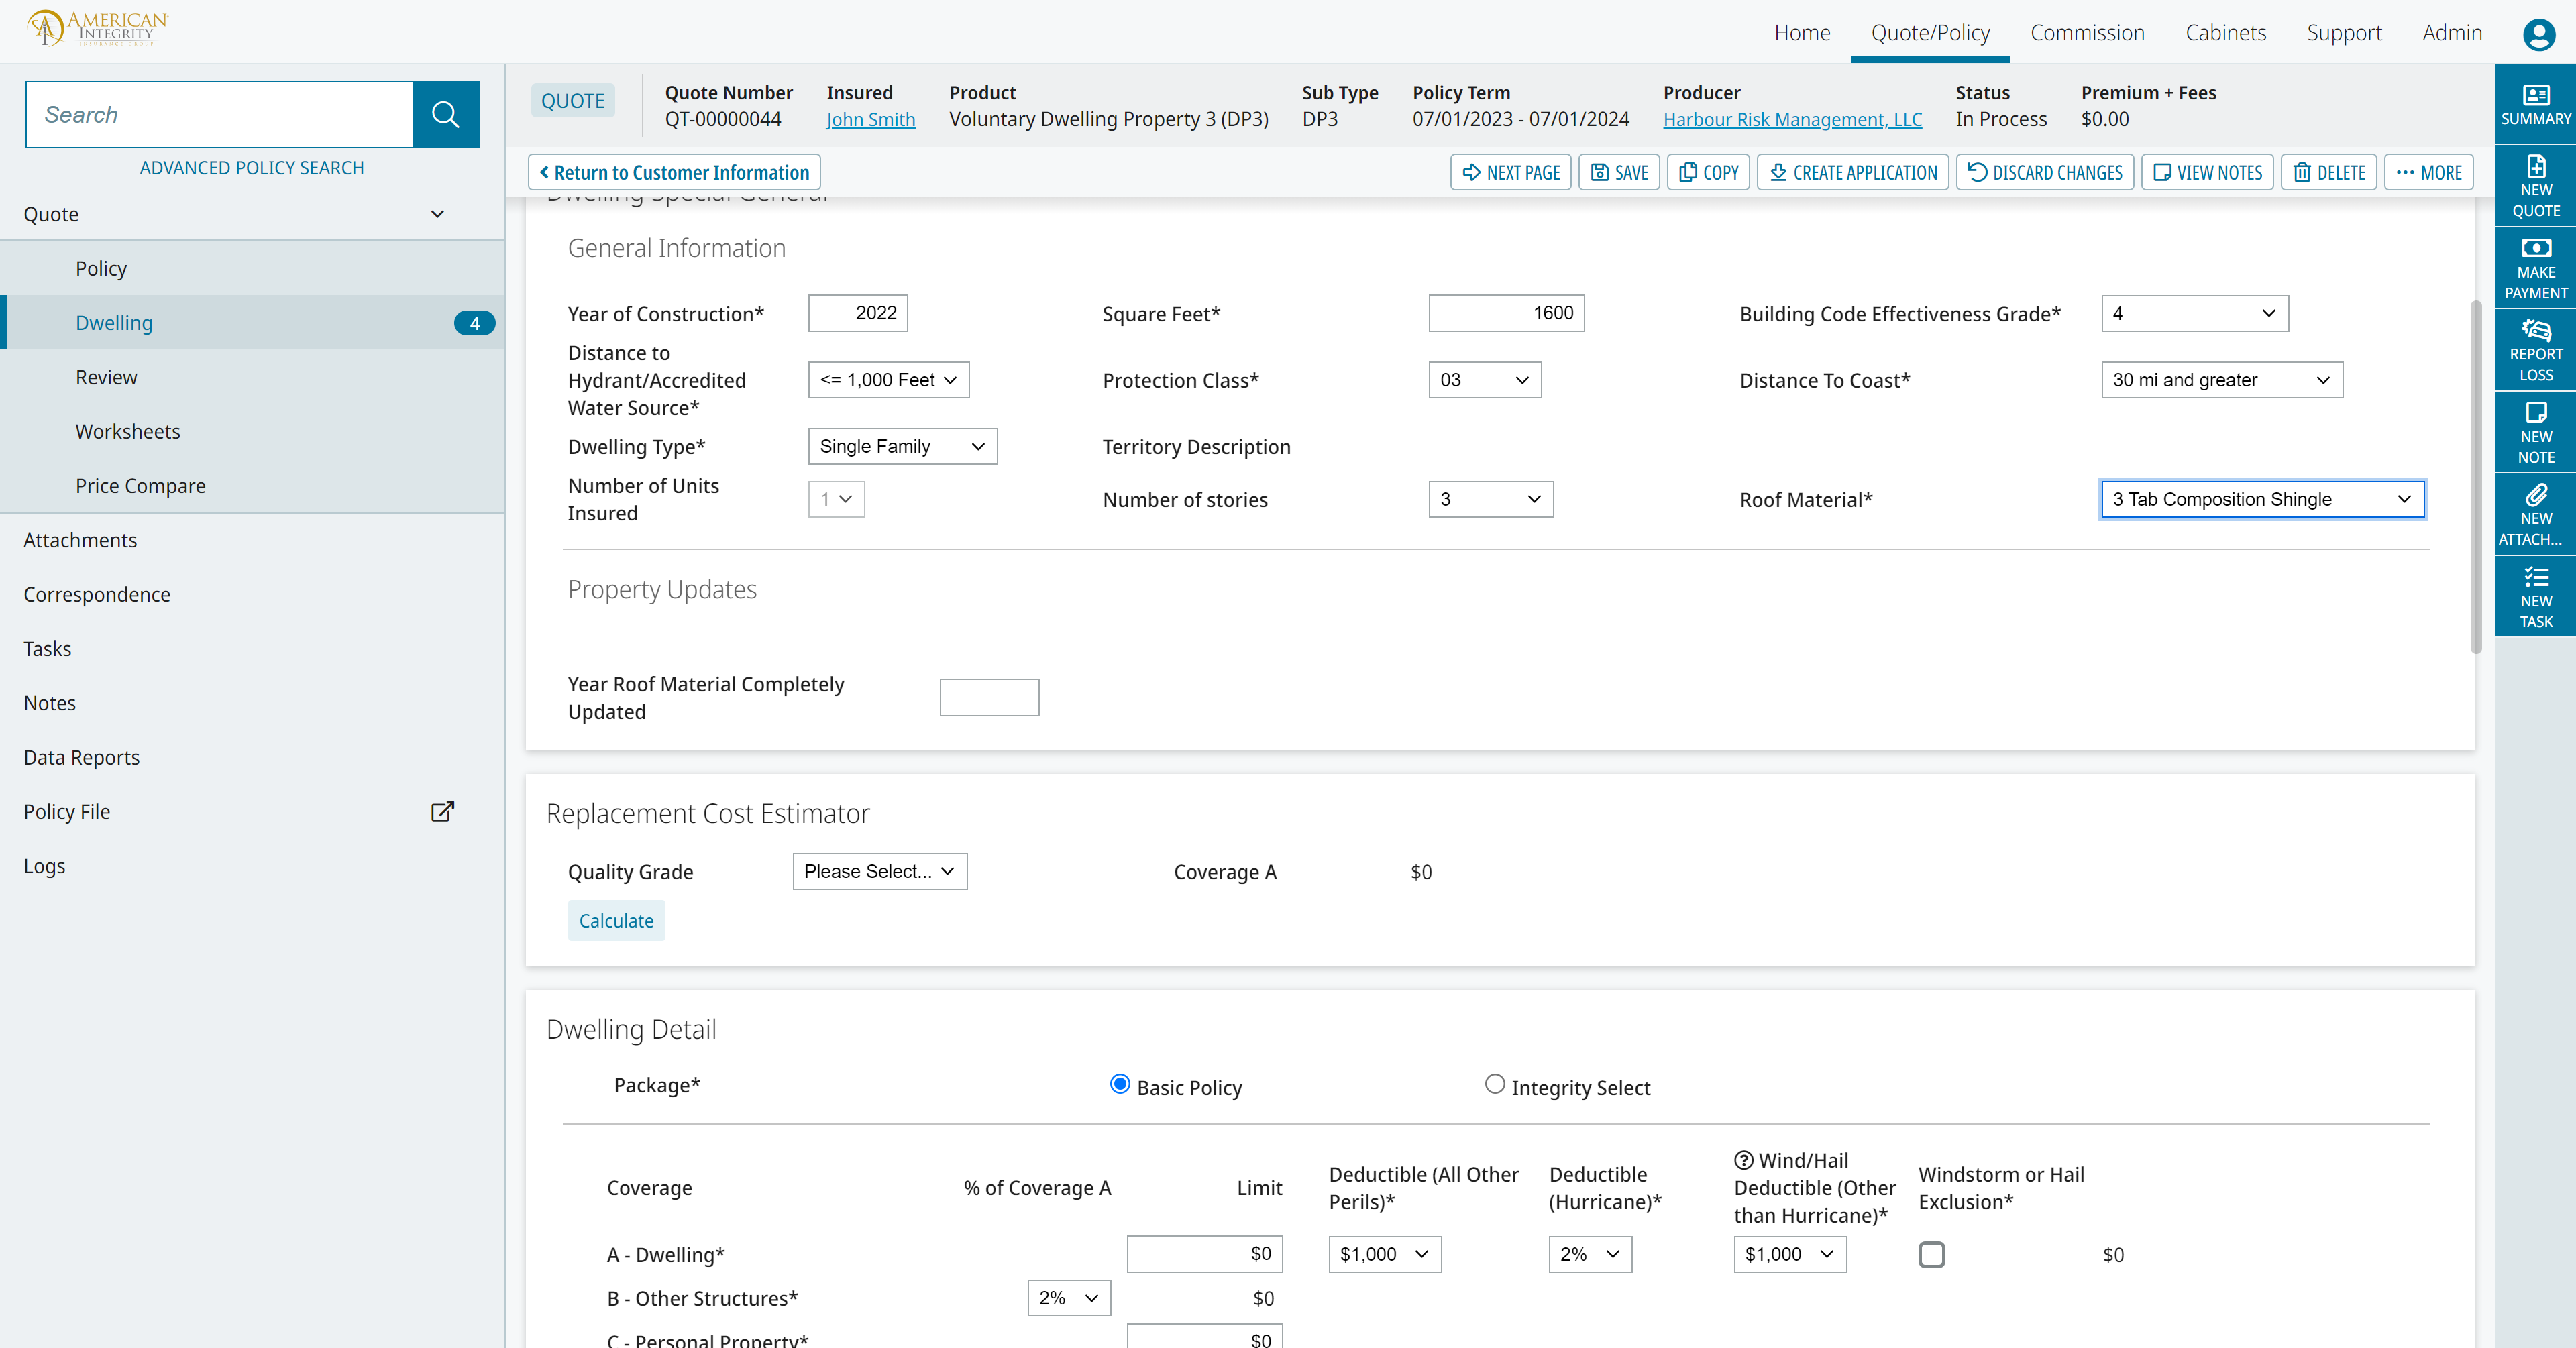 AMERICAN
INTEGRITY
INSURANCE GROUP
Home
Quote/Policy
Commission
Cabinets
Support
Admin
Search
ADVANCED POLICY SEARCH
Quote
Policy
Dwelling
4
Review
Worksheets
Price Compare
Attachments
Correspondence
Tasks
Notes
Data Reports
Policy File
Logs
QUOTE
Quote Number
QT-00000044
Insured
John Smith
Product
Voluntary Dwelling Property 3 (DP3)
Sub Type
DP3
Policy Term
07/01/2023 - 07/01/2024
Producer
Harbour Risk Management, LLC
Status
In Process
Premium + Fees
$0.00
Return to Customer Information
NEXT PAGE
SAVE
COPY
CREATE APPLICATION
DISCARD CHANGES
VIEW NOTES
DELETE
MORE
Dwelling Special General
General Information
Year of Construction*
2022
Square Feet*
1600
Building Code Effectiveness Grade*
4
Distance to
Hydrant/Accredited
Water Source*
<= 1,000 Feet
Protection Class*
03
Distance To Coast*
30 mi and greater
Dwelling Type*
Single Family
Territory Description
Number of Units
Insured
1
Number of stories
3
Roof Material*
3 Tab Composition Shingle
Property Updates
Year Roof Material Completely
Updated
Replacement Cost Estimator
Quality Grade
Please Select...
Coverage A
$0
Calculate
Dwelling Detail
Package*
Basic Policy
Integrity Select
Coverage
% of Coverage A
Limit
Deductible (All Other
Perils)*
Deductible
(Hurricane)*
Wind/Hail
Deductible (Other
than Hurricane)*
Windstorm or Hail
Exclusion*
A - Dwelling*
$0
$1,000
2%
$1,000
$0
B - Other Structures*
2%
$0
C - Personal Property*
$0
SUMMARY
NEW
QUOTE
MAKE
PAYMENT
REPORT
LOSS
NEW
NOTE
NEW
ATTACH...
NEW
TASK